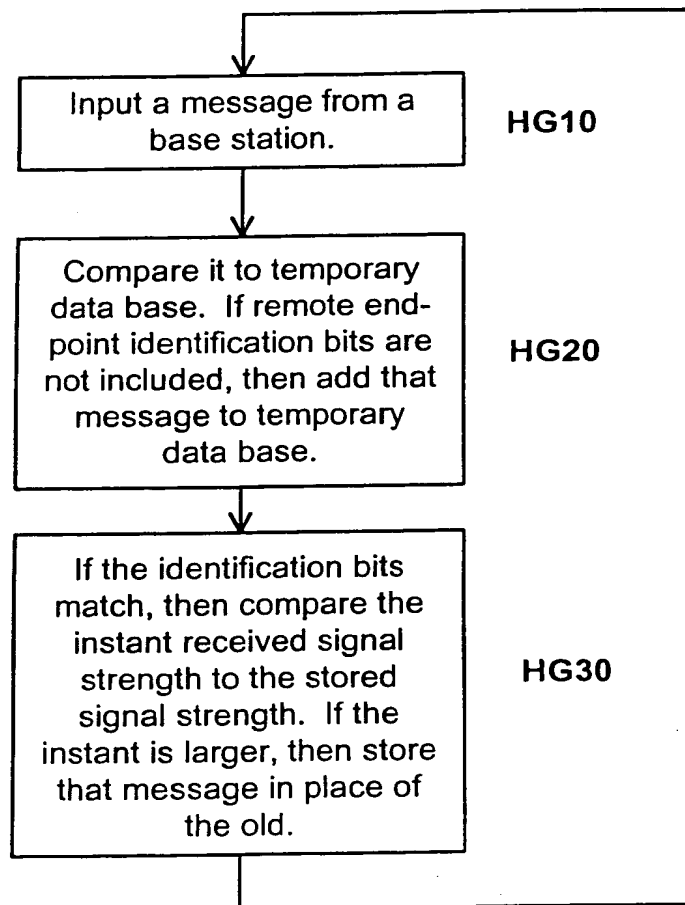 Input a message from a
base station.
HG10
Compare it to temporary
data base. If remote end-
point identification bits are
not included, then add that
message to temporary
data base.
HG20
If the identification bits
match, then compare the
instant received signal
strength to the stored
signal strength. If the
instant is larger, then store
that message in place of
the old.
HG30